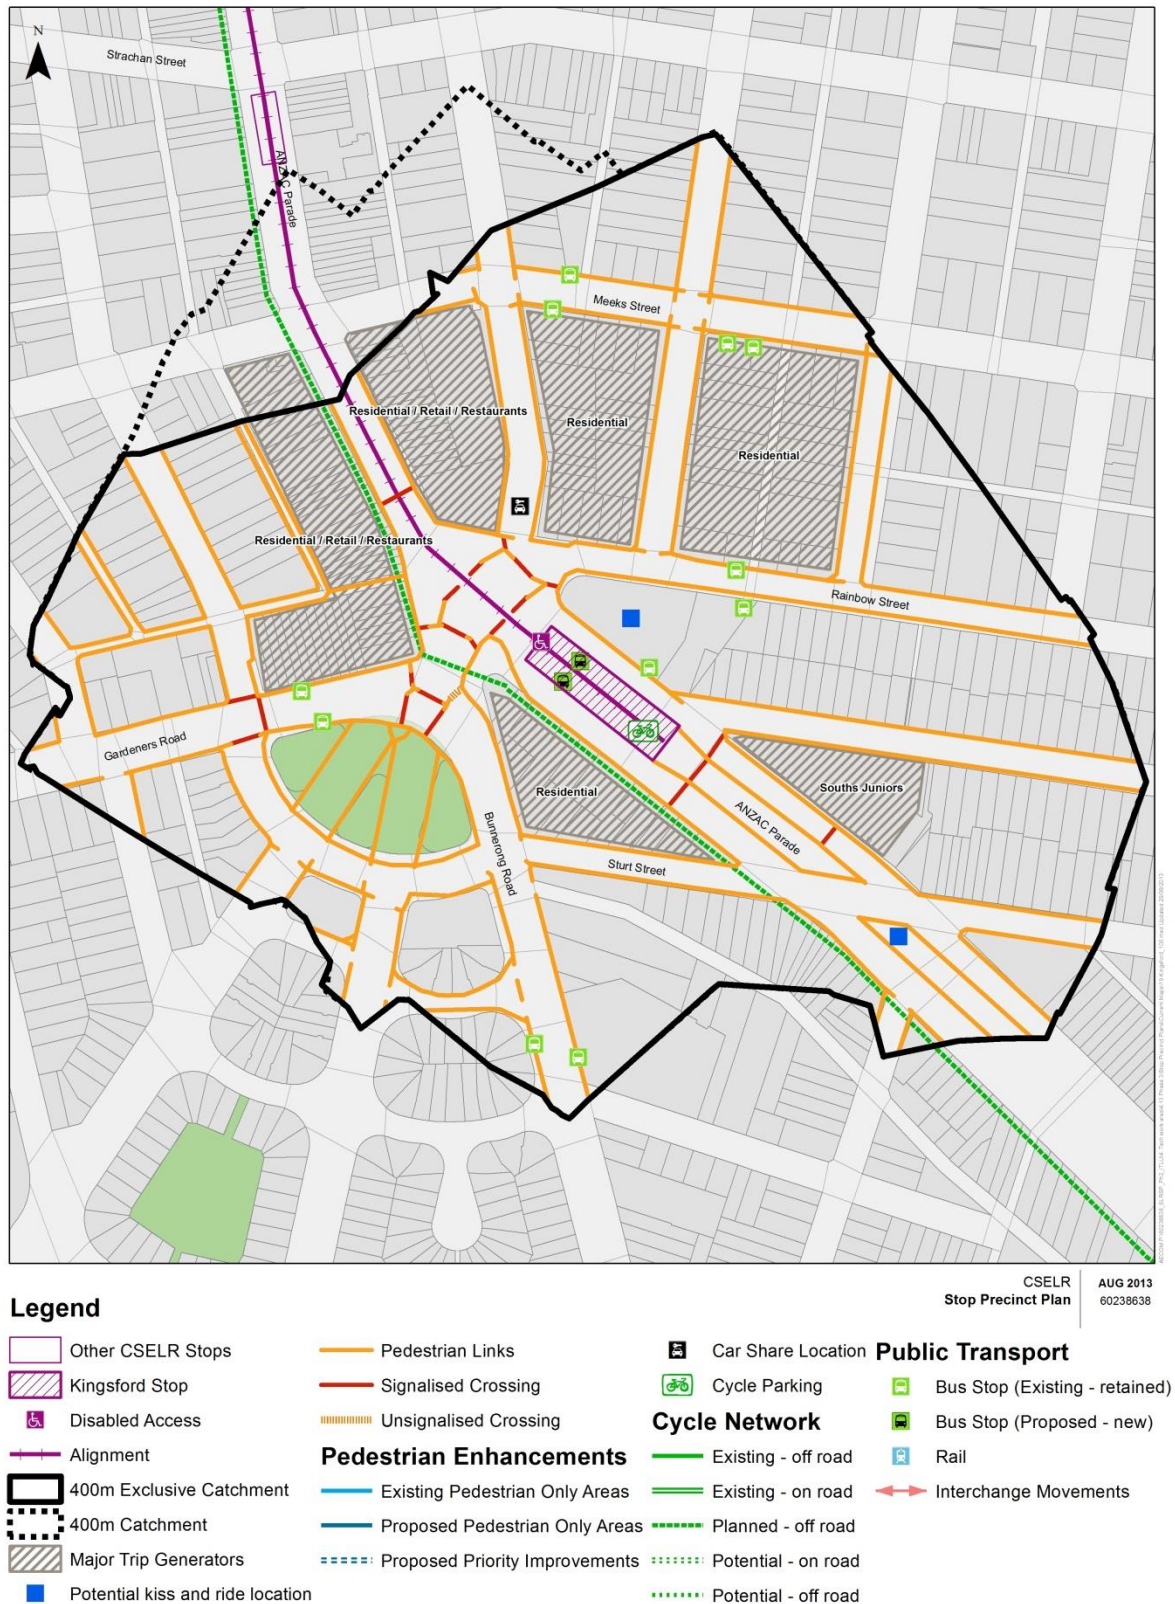 N
Strachan Street
ANZAC Parade
Meeks Street
Residential / Retail / Restaurants
Residential
Residential
Residential / Retail / Restaurants
Rainbow Street
Gardeners Road
Residential
Souths Juniors
ANZAC Parade
Bunnerong Road
Sturt Street
CSELR
Stop Precinct Plan
AUG 2013
60238638
Legend
Other CSELR Stops
Kingsford Stop
Disabled Access
Alignment
400m Exclusive Catchment
400m Catchment
Major Trip Generators
Potential kiss and ride location
Pedestrian Links
Signalised Crossing
Unsignalised Crossing
Pedestrian Enhancements
Existing Pedestrian Only Areas
Proposed Pedestrian Only Areas
Proposed Priority Improvements
Car Share Location
Cycle Parking
Cycle Network
Existing - off road
Existing - on road
Planned - off road
Potential - on road
Potential - off road
Public Transport
Bus Stop (Existing - retained)
Bus Stop (Proposed - new)
Rail
Interchange Movements